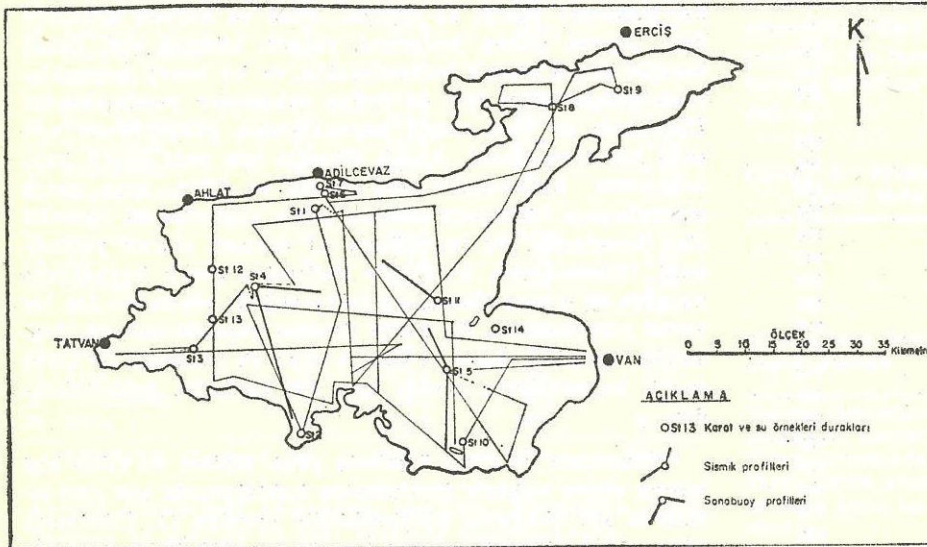 ERCİŞ
K
St9
St8
ADİLCEVAZ
St7
St6
AHLAT
St1
St12
St4
St11
St13
St14
TATVAN
St3
VAN
St5
ÖLÇEK
0 5 10 15 20 25 30 35
Kilometre
AÇIKLAMA
St2
St10
St13 Karot ve su örnekleri durakları
Sismik profilleri
Sonobuoy profilleri